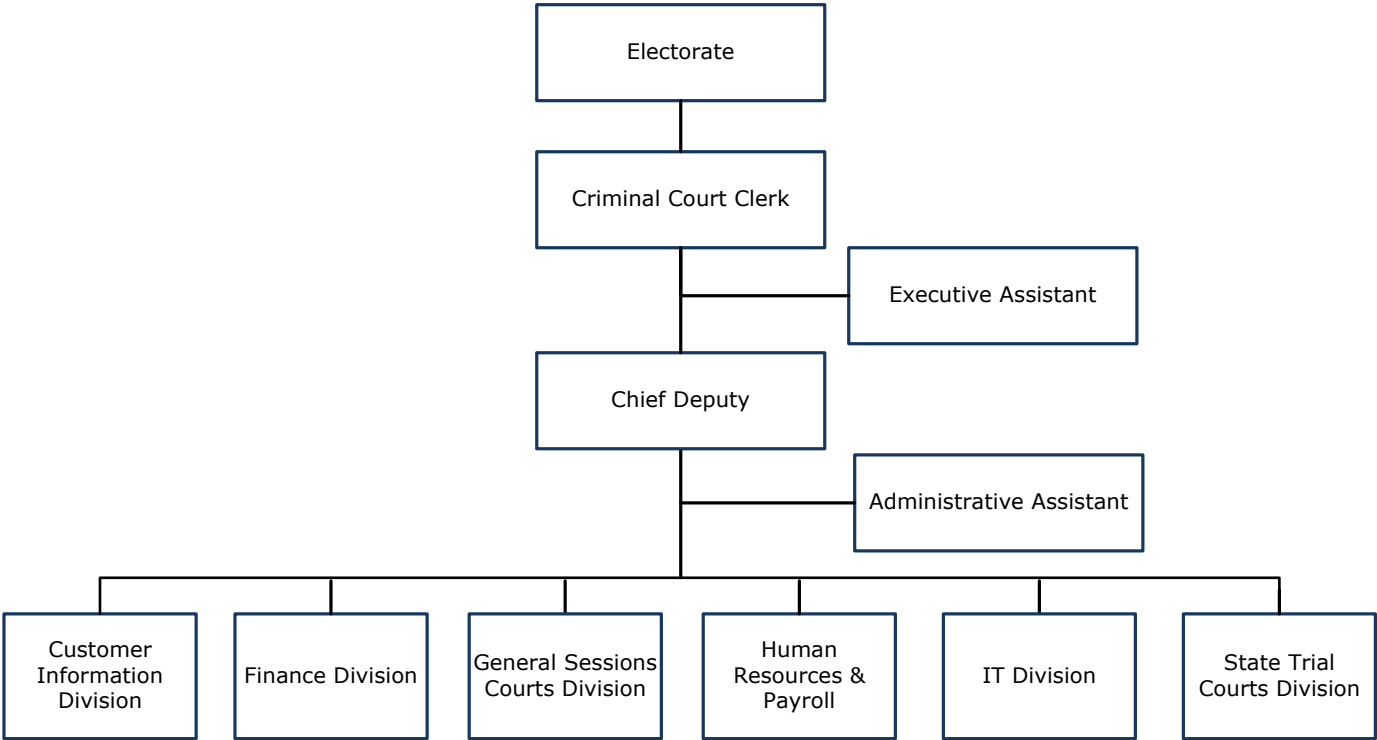 Electorate
Criminal Court Clerk
Executive Assistant
Chief Deputy
Administrative Assistant
Customer
Information
Division
Finance Division
General Sessions
Courts Division
Human
Resources &
Payroll
IT Division
State Trial
Courts Division